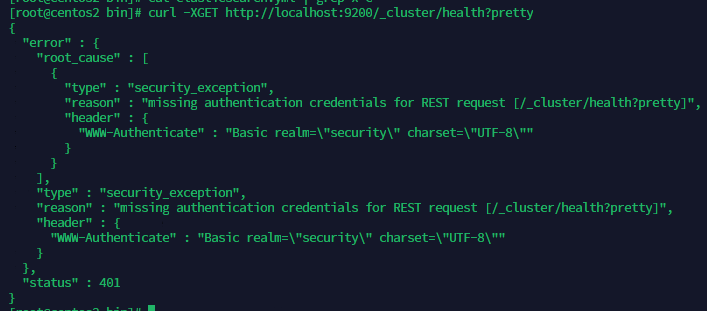 [root@centos2 bin]# curl -XGET http://localhost:9200/_cluster/health?pretty
{
  "error" : {
    "root_cause" : [
      {
        "type" : "security_exception",
        "reason" : "missing authentication credentials for REST request [/_cluster/health?pretty]",
        "header" : {
          "WWW-Authenticate" : "Basic realm=\"security\" charset=\"UTF-8\""
        }
      }
    ],
    "type" : "security_exception",
    "reason" : "missing authentication credentials for REST request [/_cluster/health?pretty]",
    "header" : {
      "WWW-Authenticate" : "Basic realm=\"security\" charset=\"UTF-8\""
    }
  },
  "status" : 401
}
[root@centos2 bin]#